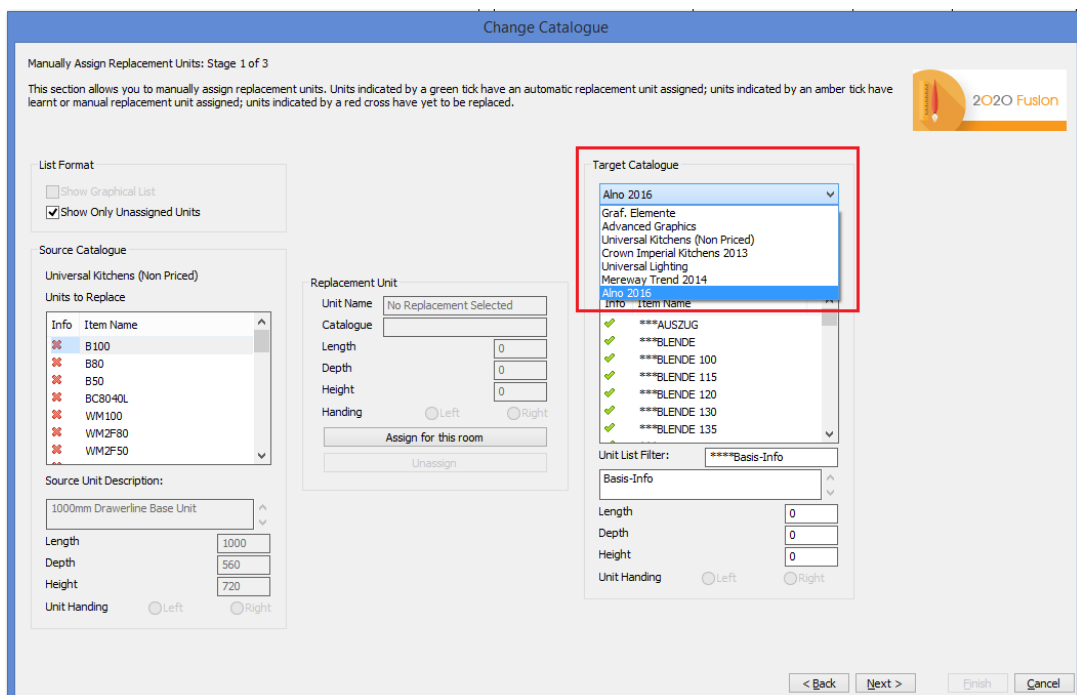 Change Catalogue
Manually Assign Replacement Units: Stage 1 of 3
This section allows you to manually assign replacement units. Units indicated by a green tick have an automatic replacement unit assigned; units indicated by an amber tick have
learnt or manual replacement unit assigned; units indicated by a red cross have yet to be replaced.
2020 Fusion
List Format
Show Graphical List
Show Only Unassigned Units
Source Catalogue
Universal Kitchens (Non Priced)
Units to Replace
Info Item Name
B100
B80
B50
BC8040L
WM100
WM2F80
WM2F50
Source Unit Description:
1000mm Drawerline Base Unit
Length 1000
Depth 560
Height 720
Unit Handing Left Right
Replacement Unit
Unit Name No Replacement Selected
Catalogue
Length 0
Depth 0
Height 0
Handing Left Right
Assign for this room
Unassign
Target Catalogue
Alno 2016
Graf. Elemente
Advanced Graphics
Universal Kitchens (Non Priced)
Crown Imperial Kitchens 2013
Universal Lighting
Mereway Trend 2014
Alno 2016
Info Item Name
***AUSZUG
***BLENDE
***BLENDE 100
***BLENDE 115
***BLENDE 120
***BLENDE 130
***BLENDE 135
Unit List Filter: ****Basis-Info
Basis-Info
Length 0
Depth 0
Height 0
Unit Handing Left Right
< Back Next > Finish Cancel